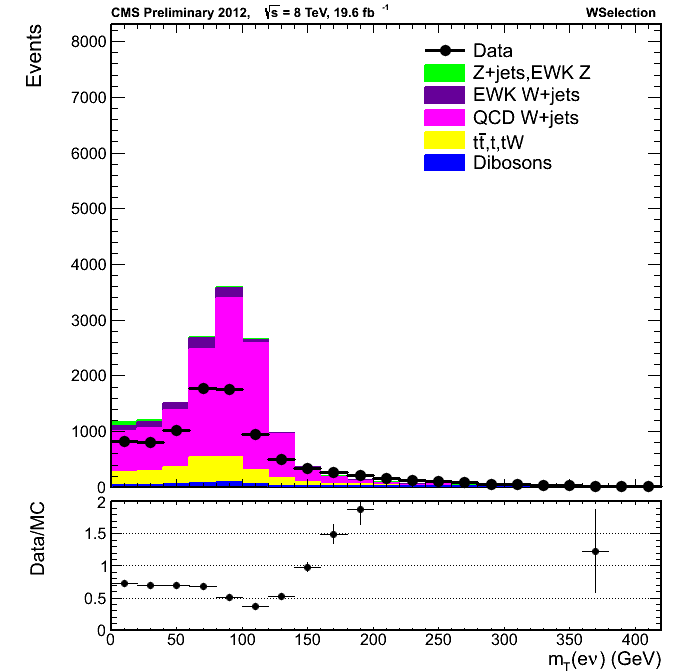 CMS Preliminary 2012, √s = 8 TeV, 19.6 fb⁻¹ WSelection
Events
8000
7000
6000
5000
4000
3000
2000
1000
0
Data
Z+jets,EWK Z
EWK W+jets
QCD W+jets
tt̄,t,tW
Dibosons
Data/MC
2
1.5
1
0.5
0
0 50 100 150 200 250 300 350 400
m_T(eν) (GeV)